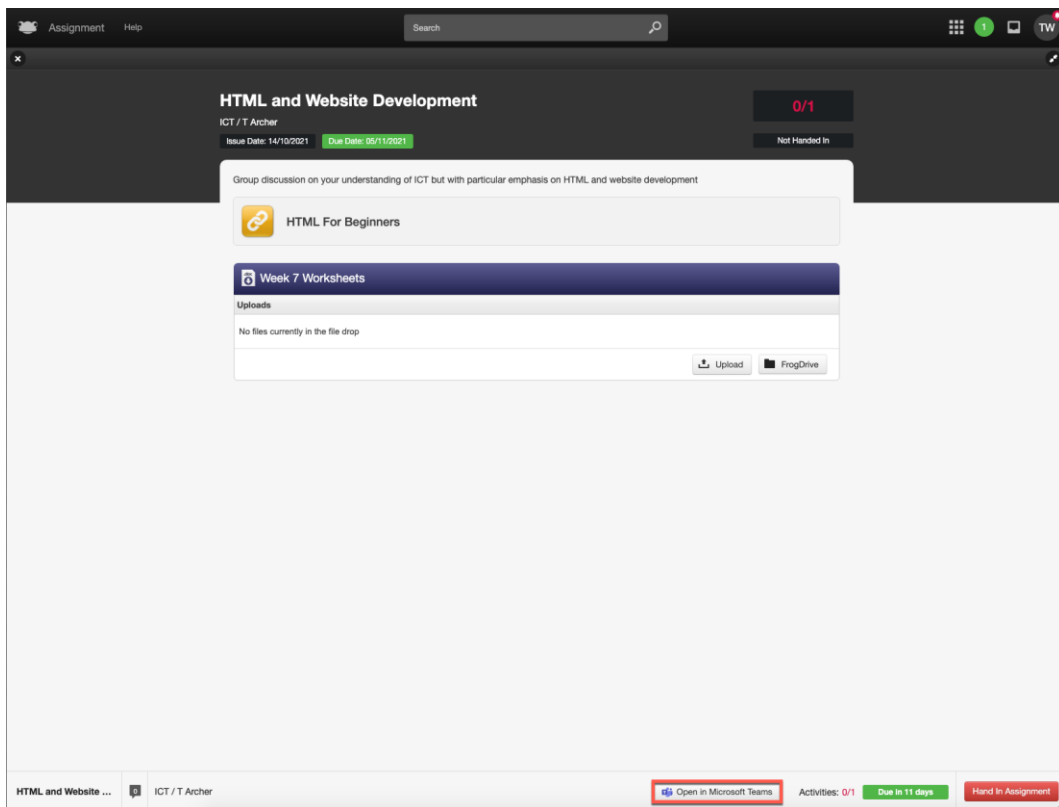 Assignment Help Search 1 TW
HTML and Website Development
0/1
ICT / T Archer
Issue Date: 14/10/2021 Due Date: 05/11/2021 Not Handed In
Group discussion on your understanding of ICT but with particular emphasis on HTML and website development
HTML For Beginners
Week 7 Worksheets
Uploads
No files currently in the file drop
Upload FrogDrive
HTML and Website ... 0 ICT / T Archer Open in Microsoft Teams Activities: 0/1 Due in 11 days Hand In Assignment